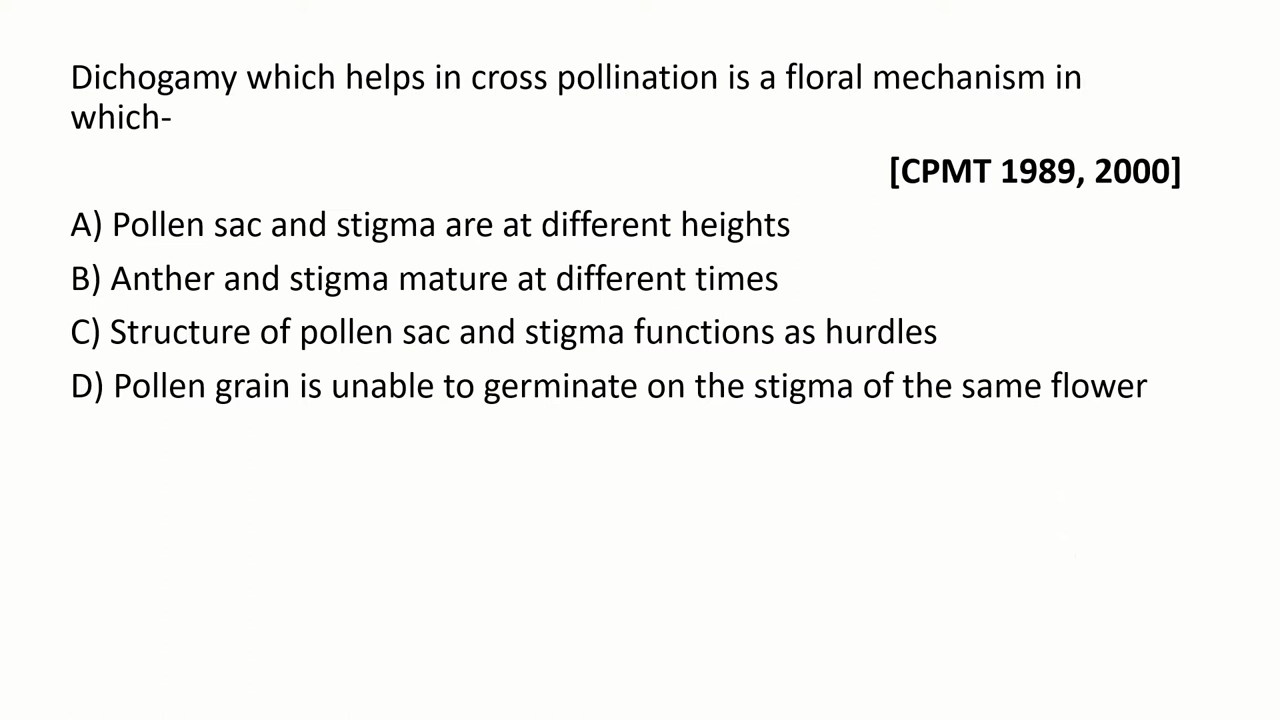 Dichogamy which helps in cross pollination is a floral mechanism in
which-
[CPMT 1989, 2000]
A) Pollen sac and stigma are at different heights
B) Anther and stigma mature at different times
C) Structure of pollen sac and stigma functions as hurdles
D) Pollen grain is unable to germinate on the stigma of the same flower